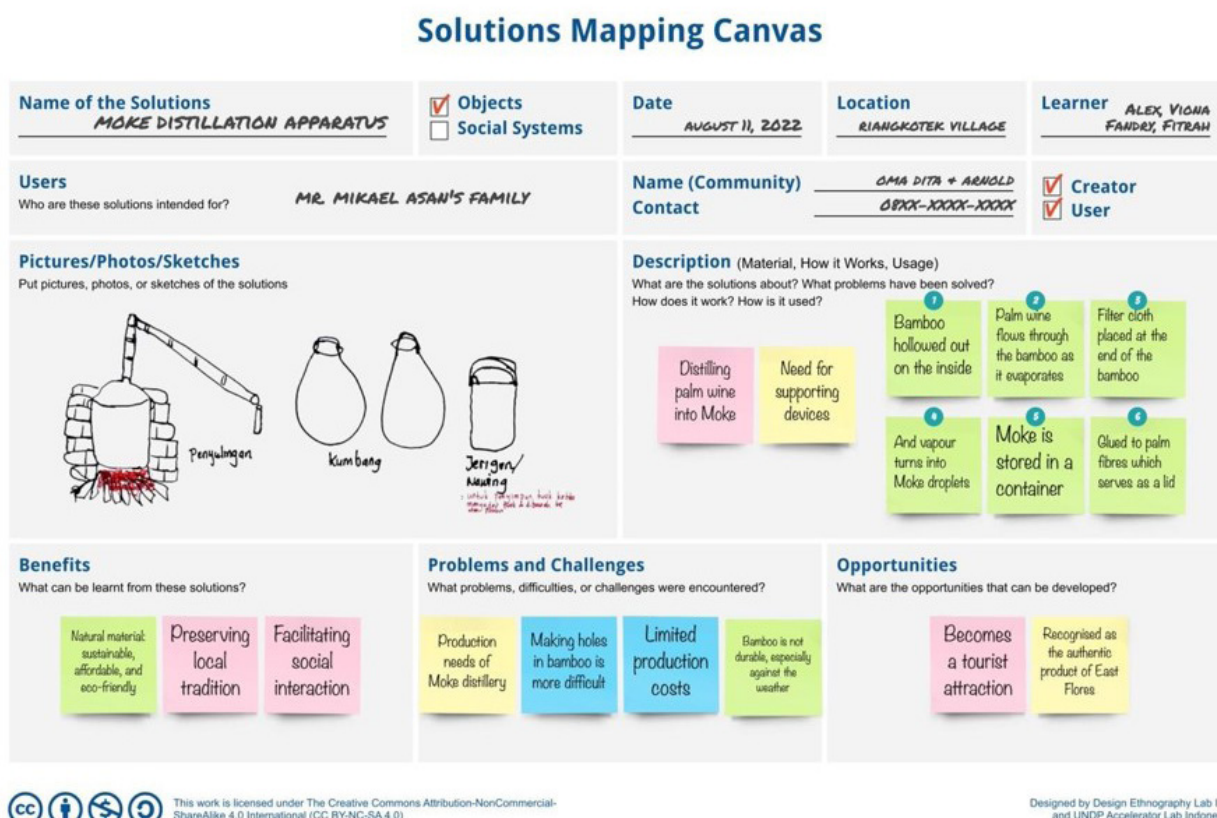 Solutions Mapping Canvas
Name of the Solutions
MOKE DISTILLATION APPARATUS
Objects
Social Systems
Date
AUGUST 11, 2022
Location
RIANGKOTEK VILLAGE
Learner
ALEX, VIONA
FANDRY, FITRAH
Users
Who are these solutions intended for?
MR. MIKAEL ASAN'S FAMILY
Name (Community)
OMA DITA + ARNOLD
Contact
08XX-XXXX-XXXX
Creator
User
Pictures/Photos/Sketches
Put pictures, photos, or sketches of the solutions
Penyulingan
Kumbang
Jerigen/
Description (Material, How it Works, Usage)
What are the solutions about? What problems have been solved?
How does it work? How is it used?
Distilling
palm wine
into Moke
Need for
supporting
devices
1
Bamboo
hollowed out
on the inside
2
Palm wine
flows through
the bamboo as
it evaporates
3
Filter cloth
placed at the
end of the
bamboo
4
And vapour
turns into
Moke droplets
5
Moke is
stored in a
container
6
Glued to palm
fibres which
serves as a lid
Benefits
What can be learnt from these solutions?
Natural material:
sustainable,
affordable, and
eco-friendly
Preserving
local
tradition
Facilitating
social
interaction
Problems and Challenges
What problems, difficulties, or challenges were encountered?
Production
needs of
Moke distillery
Making holes
in bamboo is
more difficult
Limited
production
costs
Bamboo is not
durable, especially
against the
weather
Opportunities
What are the opportunities that can be developed?
Becomes
a tourist
attraction
Recognised as
the authentic
product of East
Flores
cc
This work is licensed under The Creative Commons Attribution-NonCommercial-
ShareAlike 4.0 International (CC BY-NC-SA 4.0)
Designed by Design Ethnography Lab
and UNDP Accelerator Lab Indone